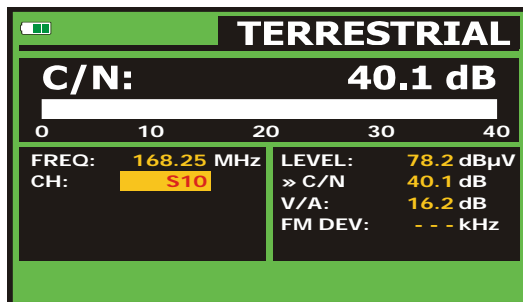 TERRESTRIAL
C/N: 40.1 dB
0 10 20 30 40
FREQ: 168.25 MHz
CH: S10
LEVEL: 78.2 dBµV
» C/N 40.1 dB
V/A: 16.2 dB
FM DEV: - - - kHz